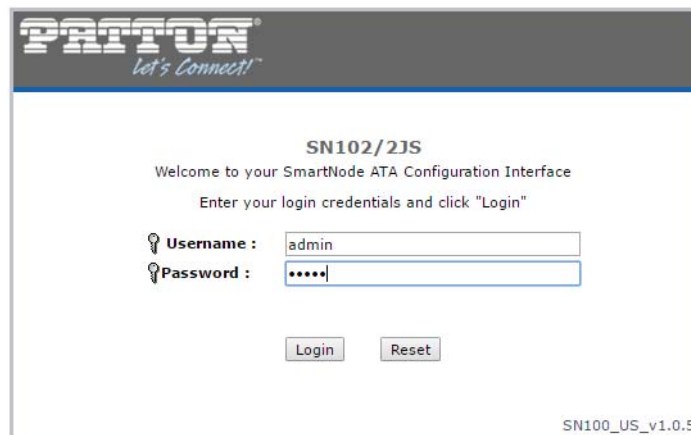 PATTON®
Let's Connect!™
SN102/2JS
Welcome to your SmartNode ATA Configuration Interface
Enter your login credentials and click "Login"
Username : admin
Password : •••••
Login Reset
SN100_US_v1.0.5